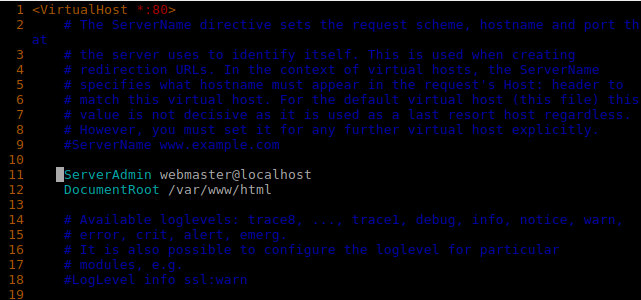 1 <VirtualHost *:80>
2 # The ServerName directive sets the request scheme, hostname and port th
at
3 # the server uses to identify itself. This is used when creating
4 # redirection URLs. In the context of virtual hosts, the ServerName
5 # specifies what hostname must appear in the request's Host: header to
6 # match this virtual host. For the default virtual host (this file) this
7 # value is not decisive as it is used as a last resort host regardless.
8 # However, you must set it for any further virtual host explicitly.
9 #ServerName www.example.com
10
11 ServerAdmin webmaster@localhost
12 DocumentRoot /var/www/html
13
14 # Available loglevels: trace8, ..., trace1, debug, info, notice, warn,
15 # error, crit, alert, emerg.
16 # It is also possible to configure the loglevel for particular
17 # modules, e.g.
18 #LogLevel info ssl:warn
19